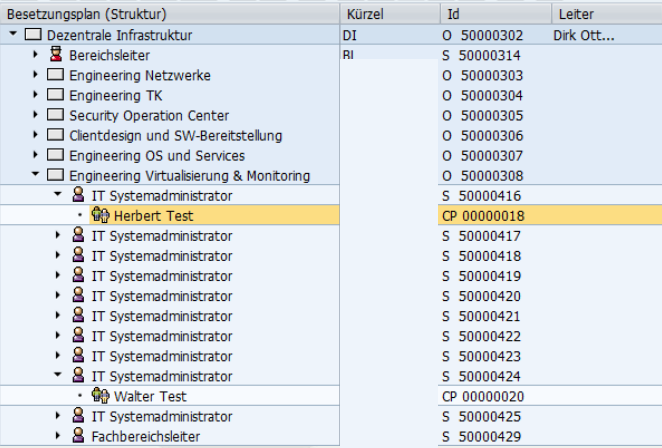 Besetzungsplan (Struktur) Kürzel Id Leiter
Dezentrale Infrastruktur DI O 50000302 Dirk Ott...
Bereichsleiter BL S 50000314
Engineering Netzwerke O 50000303
Engineering TK O 50000304
Security Operation Center O 50000305
Clientdesign und SW-Bereitstellung O 50000306
Engineering OS und Services O 50000307
Engineering Virtualisierung & Monitoring O 50000308
IT Systemadministrator S 50000416
Herbert Test CP 00000018
IT Systemadministrator S 50000417
IT Systemadministrator S 50000418
IT Systemadministrator S 50000419
IT Systemadministrator S 50000420
IT Systemadministrator S 50000421
IT Systemadministrator S 50000422
IT Systemadministrator S 50000423
IT Systemadministrator S 50000424
Walter Test CP 00000020
IT Systemadministrator S 50000425
Fachbereichsleiter S 50000429